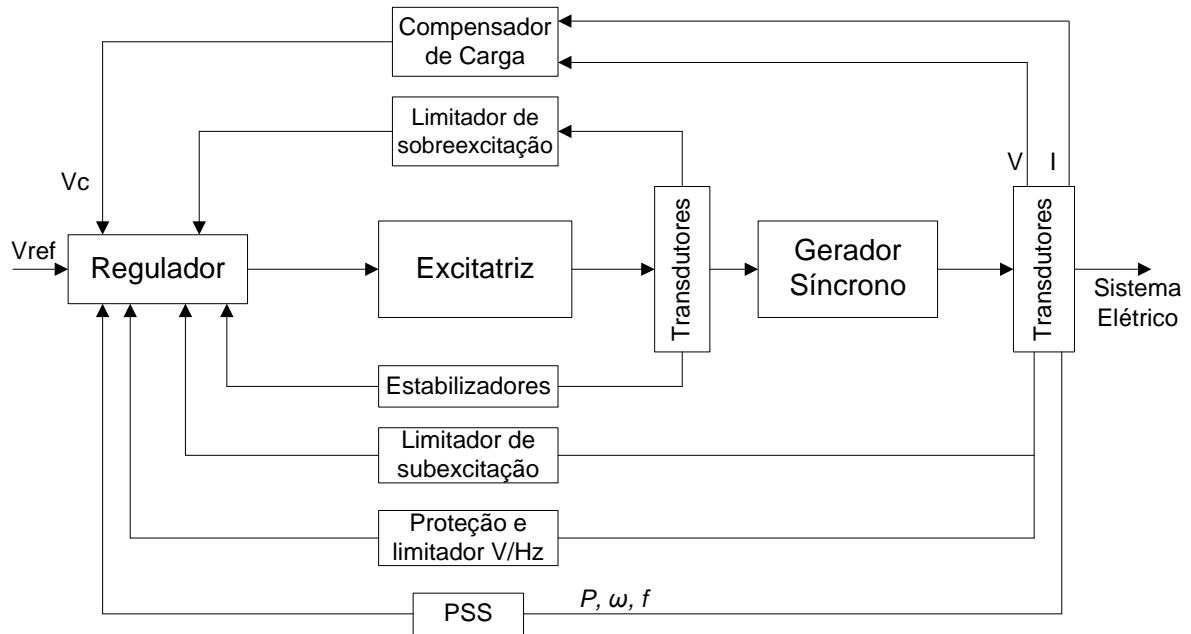 Compensador
de Carga
Limitador de
sobreexcitação
V I
Vc
Vref
Regulador
Excitatriz
Transdutores
Gerador
Síncrono
Transdutores
Sistema
Elétrico
Estabilizadores
Limitador de
subexcitação
Proteção e
limitador V/Hz
PSS
P, ω, f